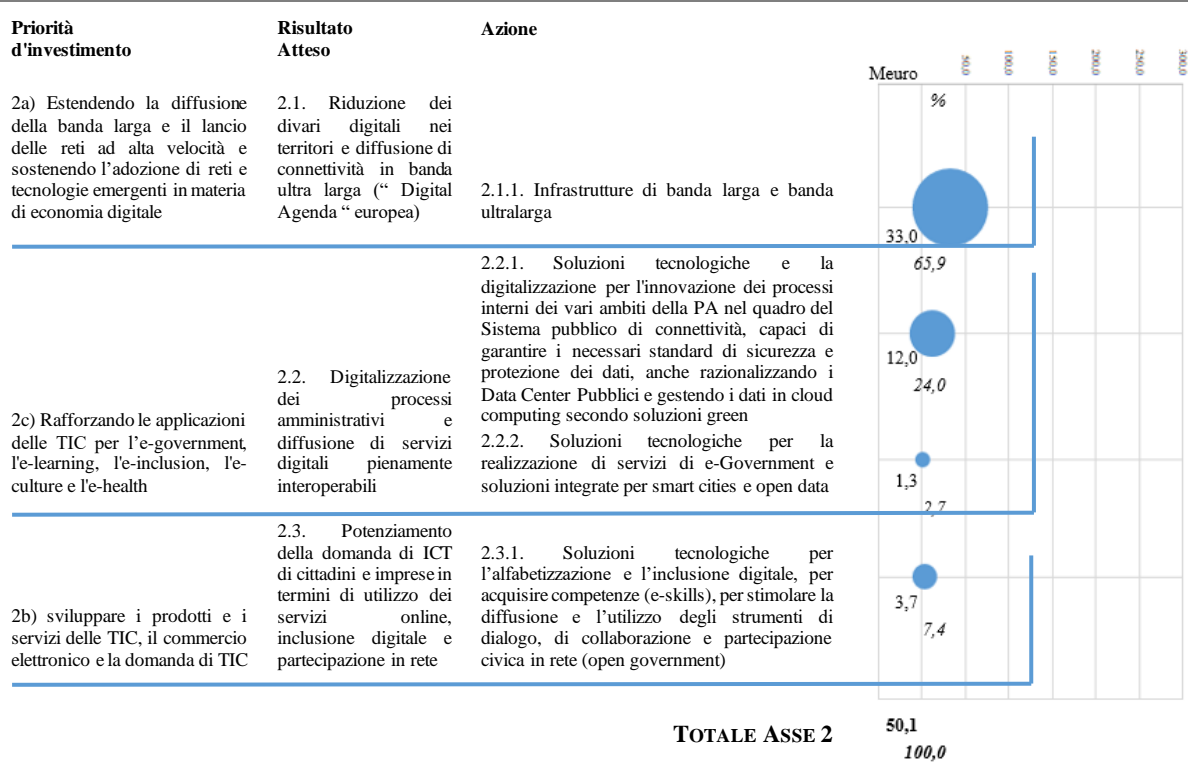 Priorità
d'investimento
Risultato
Atteso
Azione
Meuro
50,0
100,0
150,0
200,0
250,0
300,0
%
2a) Estendendo la diffusione
della banda larga e il lancio
delle reti ad alta velocità e
sostenendo l’adozione di reti e
tecnologie emergenti in materia
di economia digitale
2.1. Riduzione dei
divari digitali nei
territori e diffusione di
connettività in banda
ultra larga (“ Digital
Agenda “ europea)
2.1.1. Infrastrutture di banda larga e banda
ultralarga
33,0
65,9
2c) Rafforzando le applicazioni
delle TIC per l’e-government,
l'e-learning, l'e-inclusion, l'e-
culture e l'e-health
2.2. Digitalizzazione
dei processi
amministrativi e
diffusione di servizi
digitali pienamente
interoperabili
2.2.1. Soluzioni tecnologiche e la
digitalizzazione per l'innovazione dei processi
interni dei vari ambiti della PA nel quadro del
Sistema pubblico di connettività, capaci di
garantire i necessari standard di sicurezza e
protezione dei dati, anche razionalizzando i
Data Center Pubblici e gestendo i dati in cloud
computing secondo soluzioni green
12,0
24,0
2.2.2. Soluzioni tecnologiche per la
realizzazione di servizi di e-Government e
soluzioni integrate per smart cities e open data
1,3
2,7
2b) sviluppare i prodotti e i
servizi delle TIC, il commercio
elettronico e la domanda di TIC
2.3. Potenziamento
della domanda di ICT
di cittadini e imprese in
termini di utilizzo dei
servizi online,
inclusione digitale e
partecipazione in rete
2.3.1. Soluzioni tecnologiche per
l’alfabetizzazione e l’inclusione digitale, per
acquisire competenze (e-skills), per stimolare la
diffusione e l’utilizzo degli strumenti di
dialogo, di collaborazione e partecipazione
civica in rete (open government)
3,7
7,4
TOTALE ASSE 2
50,1
100,0